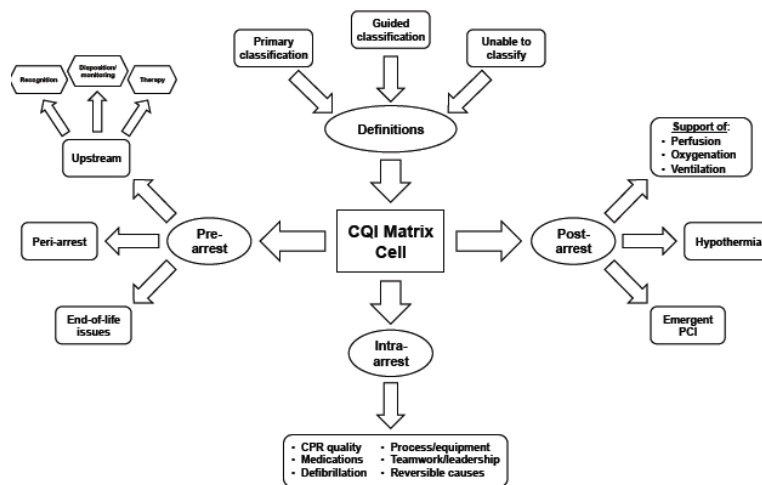 Guided
classification
Primary
classification
Unable to
classify
Disposition/
monitoring
Recognition
Therapy
Definitions
Upstream
Support of:
• Perfusion
• Oxygenation
• Ventilation
Peri-arrest
Pre-
arrest
CQI Matrix
Cell
Post-
arrest
Hypothermia
End-of-life
issues
Emergent
PCI
Intra-
arrest
• CPR quality • Process/equipment
• Medications • Teamwork/leadership
• Defibrillation • Reversible causes